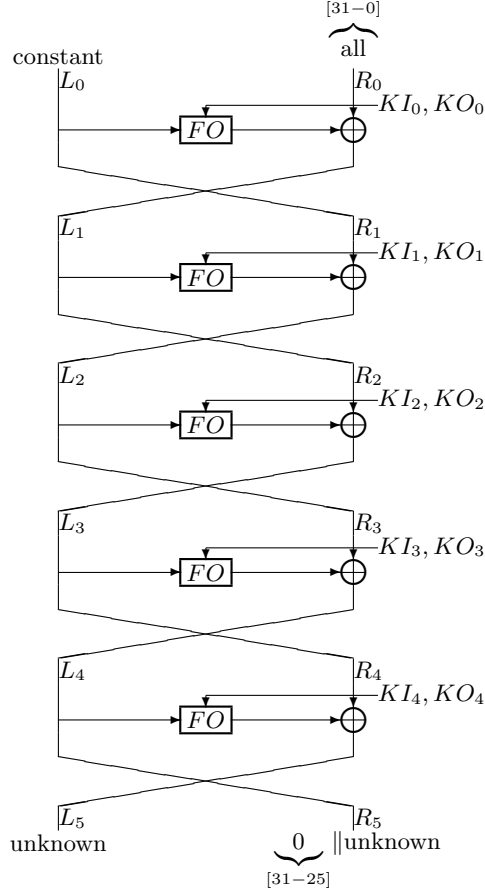 [31−0]
constant all
L₀ R₀
KI₀, KO₀
FO
L₁ R₁
KI₁, KO₁
FO
L₂ R₂
KI₂, KO₂
FO
L₃ R₃
KI₃, KO₃
FO
L₄ R₄
KI₄, KO₄
FO
L₅ R₅
unknown 0 ∥unknown
[31−25]